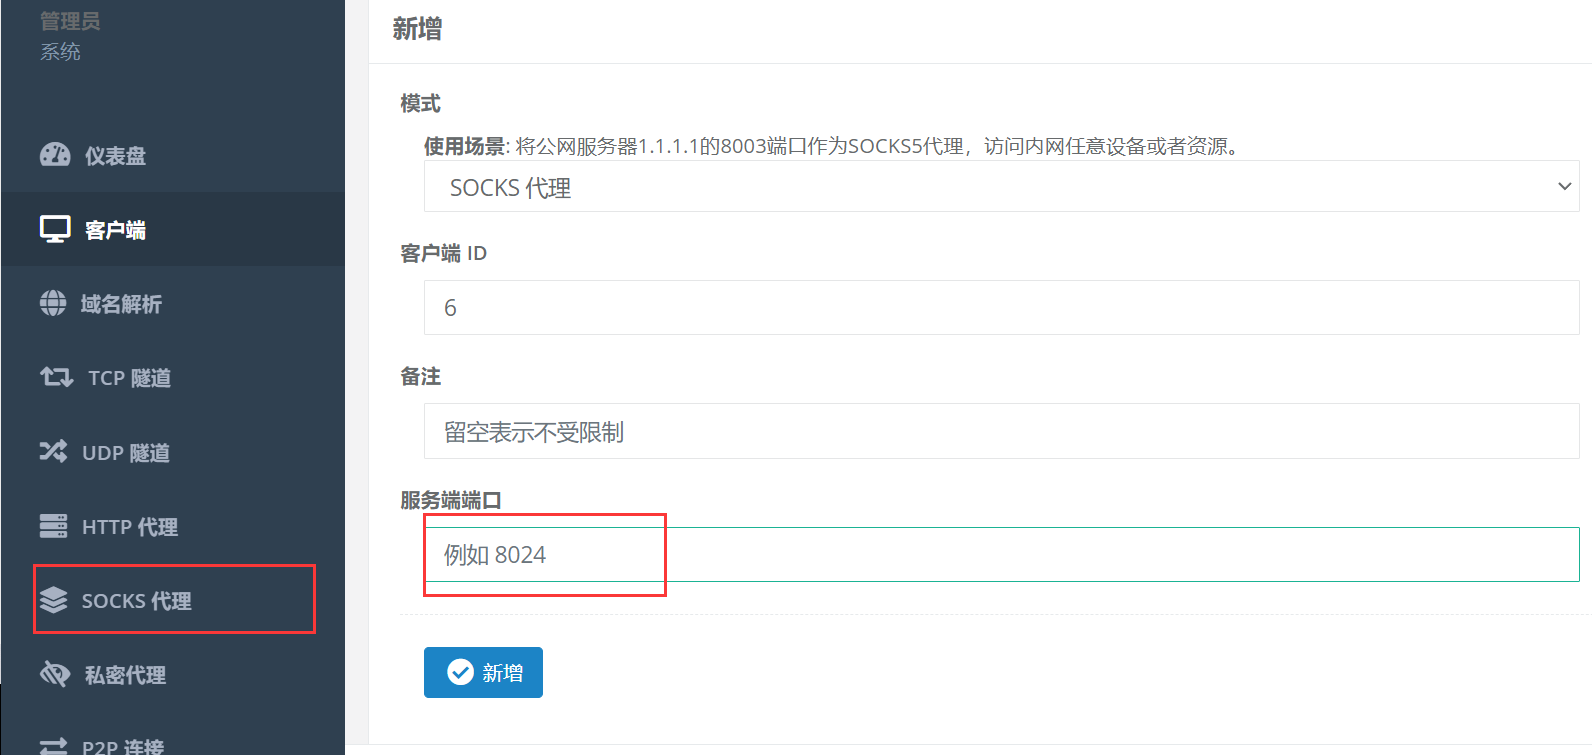 管理员
系统
仪表盘
客户端
域名解析
TCP 隧道
UDP 隧道
HTTP 代理
SOCKS 代理
私密代理
P2P 连接
新增
模式
使用场景: 将公网服务器1.1.1.1的8003端口作为SOCKS5代理，访问内网任意设备或者资源。
SOCKS 代理
客户端 ID
6
备注
留空表示不受限制
服务端端口
例如 8024
新增